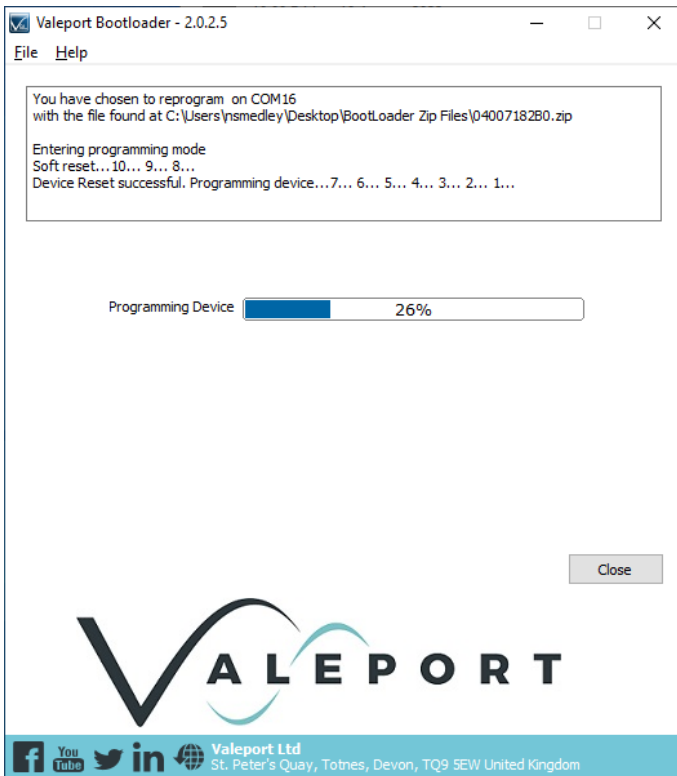 Valeport Bootloader - 2.0.2.5
File Help
You have chosen to reprogram  on COM16
with the file found at C:\Users\nsmedley\Desktop\BootLoader Zip Files\04007182B0.zip
Entering programming mode
Soft reset...10... 9... 8...
Device Reset successful. Programming device...7... 6... 5... 4... 3... 2... 1...
Programming Device 26%
Close
VALEPORT
You Tube
Valeport Ltd
St. Peter's Quay, Totnes, Devon, TQ9 5EW United Kingdom